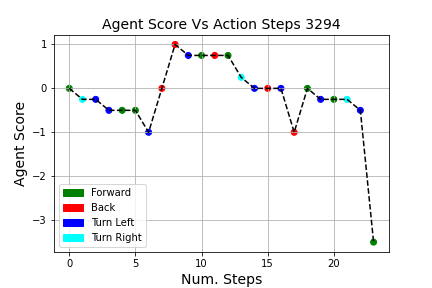 Agent Score Vs Action Steps 3294
Agent Score
1
0
−1
−2
−3
Forward
Back
Turn Left
Turn Right
0 5 10 15 20
Num. Steps